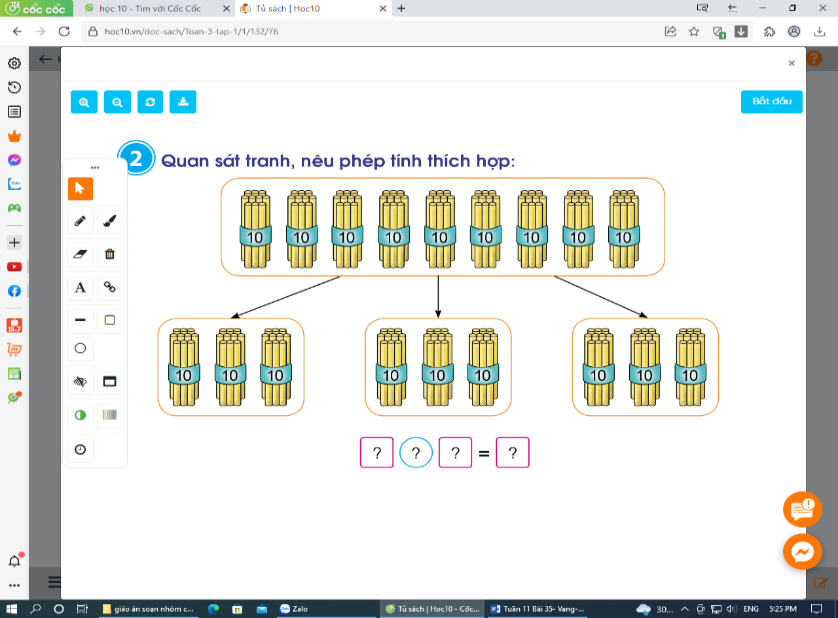 cốc cốc
học 10 - Tìm với Cốc Cốc
Tủ sách | Hoc10
hoc10.vn/doc-sach/Toan-3-tap-1/1/132/76
Bắt đầu
2 Quan sát tranh, nêu phép tính thích hợp:
10 10 10 10 10 10 10 10 10
10 10 10 10 10 10 10 10 10
? ? ? = ?
A
giáo án soạn nhóm c...
Zalo
Tủ sách | Hoc10 - Cốc...
Tuần 11 Bài 35- Vang-...
30...
ENG
5:25 PM